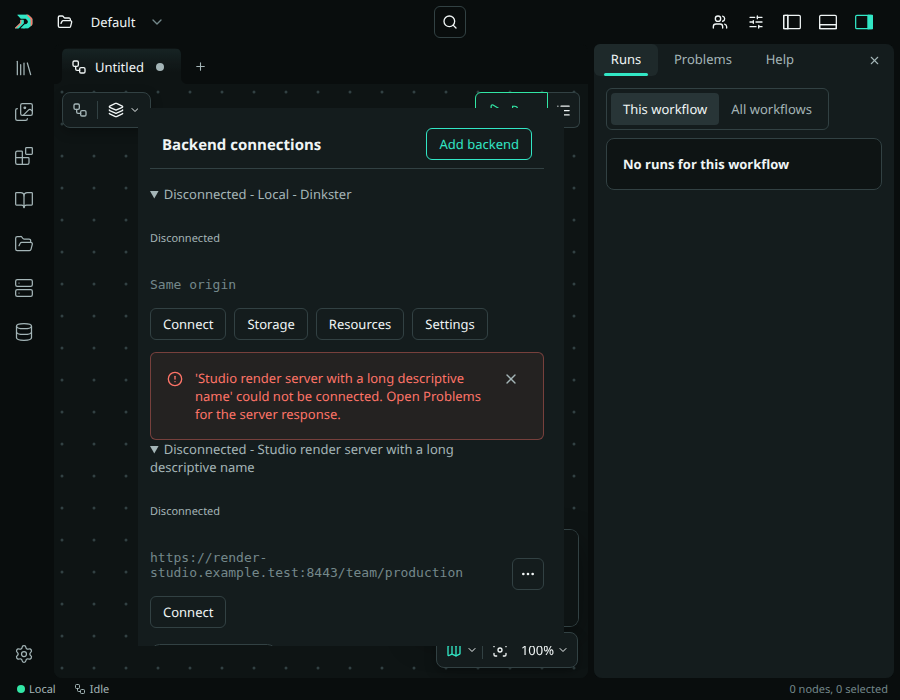 Default
Untitled
Runs
Problems
Help
This workflow
All workflows
No runs for this workflow
Backend connections
Add backend
Disconnected - Local - Dinkster
Disconnected
Same origin
Connect
Storage
Resources
Settings
'Studio render server with a long descriptive
name' could not be connected. Open Problems
for the server response.
Disconnected - Studio render server with a long
descriptive name
Disconnected
https://render-
studio.example.test:8443/team/production
Connect
100%
Local
Idle
0 nodes, 0 selected